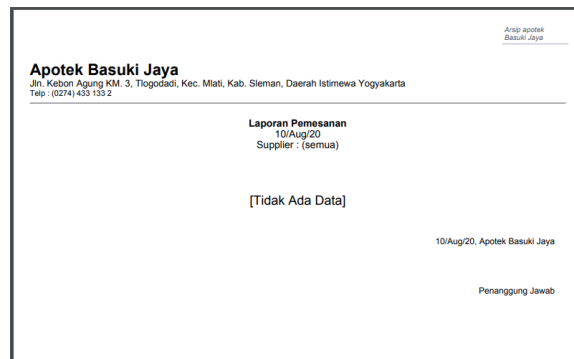 Arsip apotek
Basuki Jaya
Apotek Basuki Jaya
Jln. Kebon Agung KM. 3, Tlogodadi, Kec. Mlati, Kab. Sleman, Daerah Istimewa Yogyakarta
Telp : (0274) 433 133 2
Laporan Pemesanan
10/Aug/20
Supplier : (semua)
[Tidak Ada Data]
10/Aug/20, Apotek Basuki Jaya
Penanggung Jawab